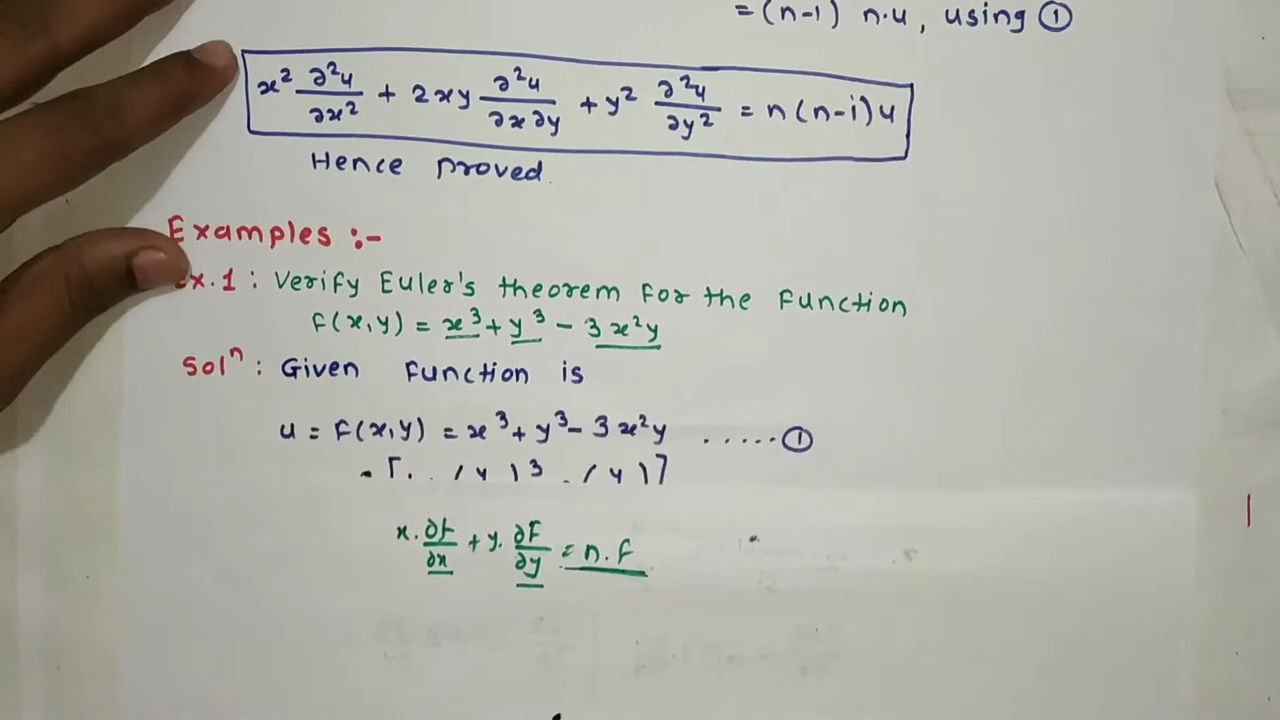 = (n-1) n.u, using ①
x² ∂²u/∂x² + 2xy ∂²u/∂x∂y + y² ∂²u/∂y² = n(n-1)u
Hence proved.
Examples :-
Ex.1 : Verify Euler's theorem for the function
f(x,y) = x³ + y³ - 3x²y
Solⁿ : Given function is
u = f(x,y) = x³ + y³ - 3x²y ..... ①
x. ∂f/∂x + y. ∂f/∂y = n.f